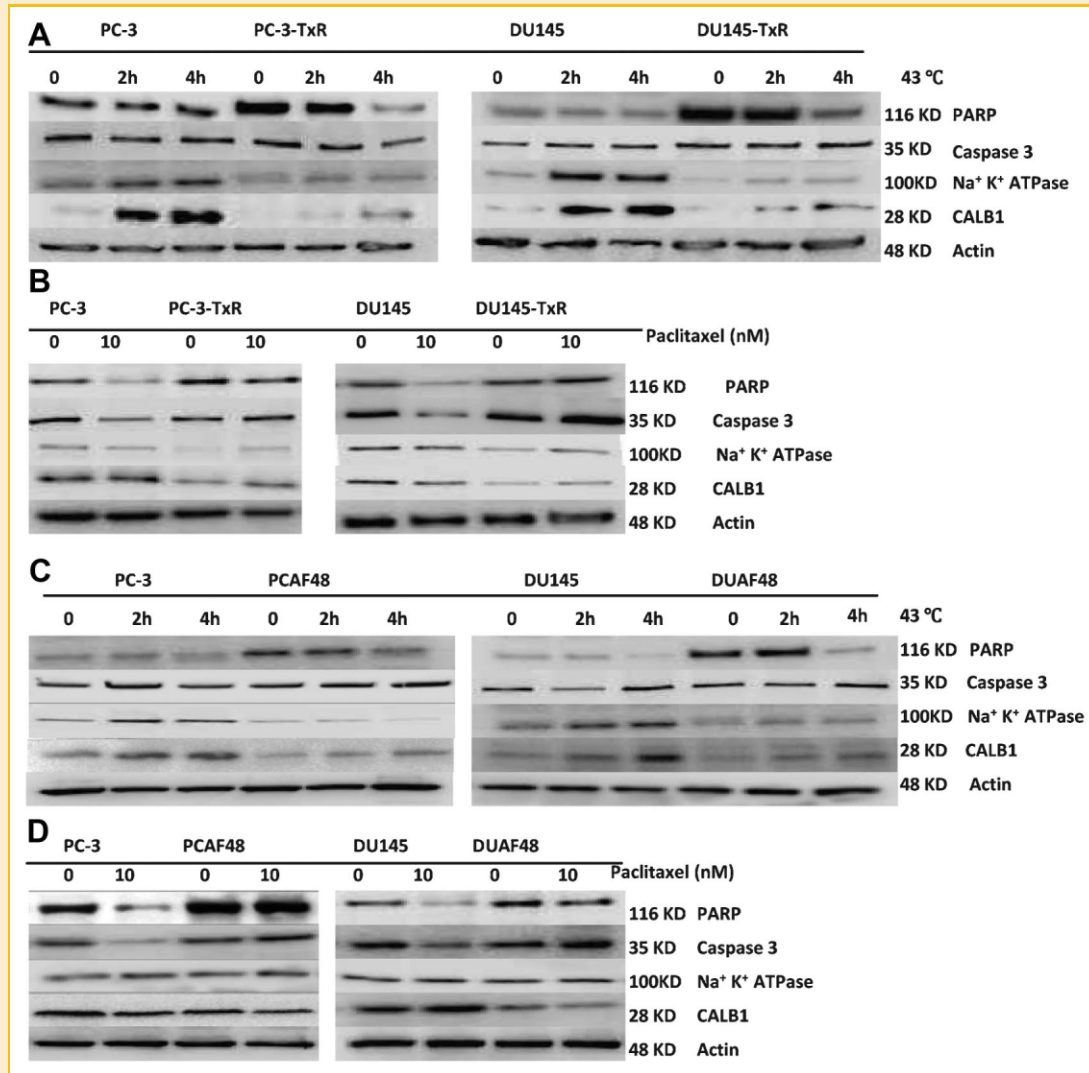 A
PC-3 PC-3-TxR DU145 DU145-TxR
0 2h 4h 0 2h 4h 0 2h 4h 0 2h 4h 43 °C
116 KD PARP
35 KD Caspase 3
100KD Na⁺ K⁺ ATPase
28 KD CALB1
48 KD Actin
B
PC-3 PC-3-TxR DU145 DU145-TxR
0 10 0 10 0 10 0 10 Paclitaxel (nM)
116 KD PARP
35 KD Caspase 3
100KD Na⁺ K⁺ ATPase
28 KD CALB1
48 KD Actin
C
PC-3 PCAF48 DU145 DUAF48
0 2h 4h 0 2h 4h 0 2h 4h 0 2h 4h 43 °C
116 KD PARP
35 KD Caspase 3
100KD Na⁺ K⁺ ATPase
28 KD CALB1
48 KD Actin
D
PC-3 PCAF48 DU145 DUAF48
0 10 0 10 0 10 0 10 Paclitaxel (nM)
116 KD PARP
35 KD Caspase 3
100KD Na⁺ K⁺ ATPase
28 KD CALB1
48 KD Actin